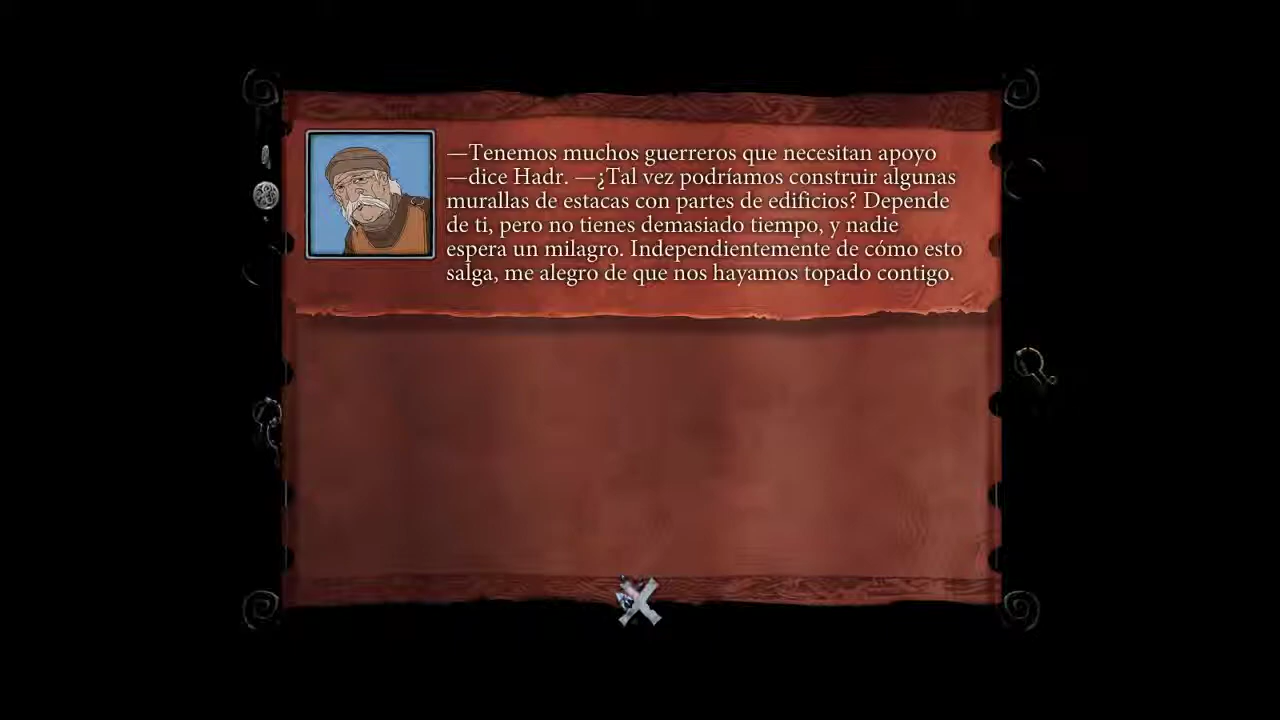 —Tenemos muchos guerreros que necesitan apoyo
—dice Hadr. —¿Tal vez podríamos construir algunas
murallas de estacas con partes de edificios? Depende
de ti, pero no tienes demasiado tiempo, y nadie
espera un milagro. Independientemente de cómo esto
salga, me alegro de que nos hayamos topado contigo.